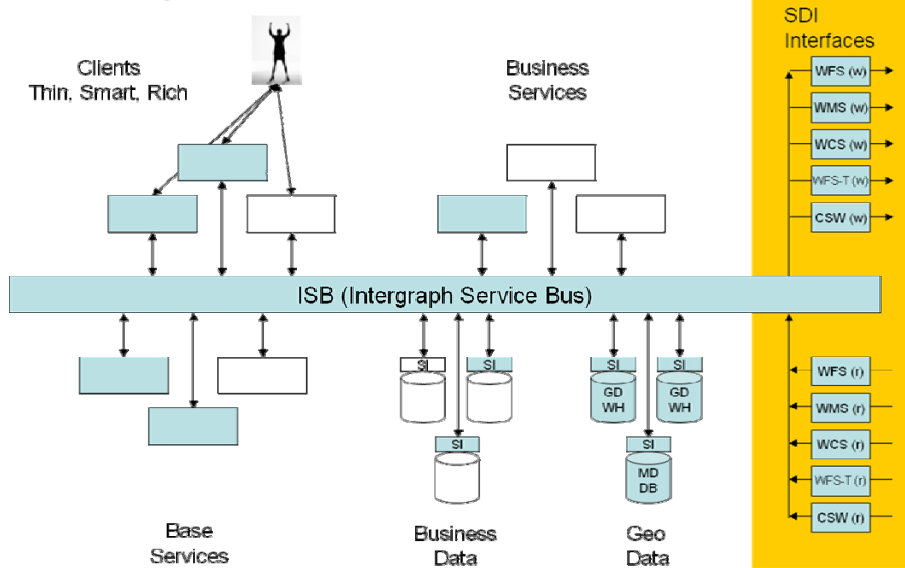 SDI
Interfaces
Clients
Thin, Smart, Rich
Business
Services
WFS (w)
WMS (w)
WCS (w)
WFS-T (w)
CSW (w)
ISB (Intergraph Service Bus)
SI
SI
SI
SI
GD
WH
GD
WH
SI
SI
MD
DB
WFS (r)
WMS (r)
WCS (r)
WFS-T (r)
CSW (r)
Base
Services
Business
Data
Geo
Data